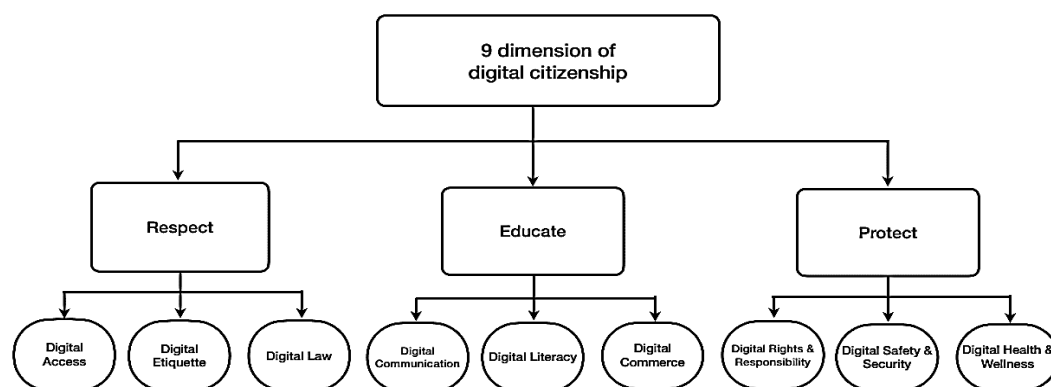 9 dimension of
digital citizenship
Respect
Educate
Protect
Digital
Access
Digital
Etiquette
Digital Law
Digital
Communication
Digital Literacy
Digital
Commerce
Digital Rights &
Responsibility
Digital Safety &
Security
Digital Health &
Wellness